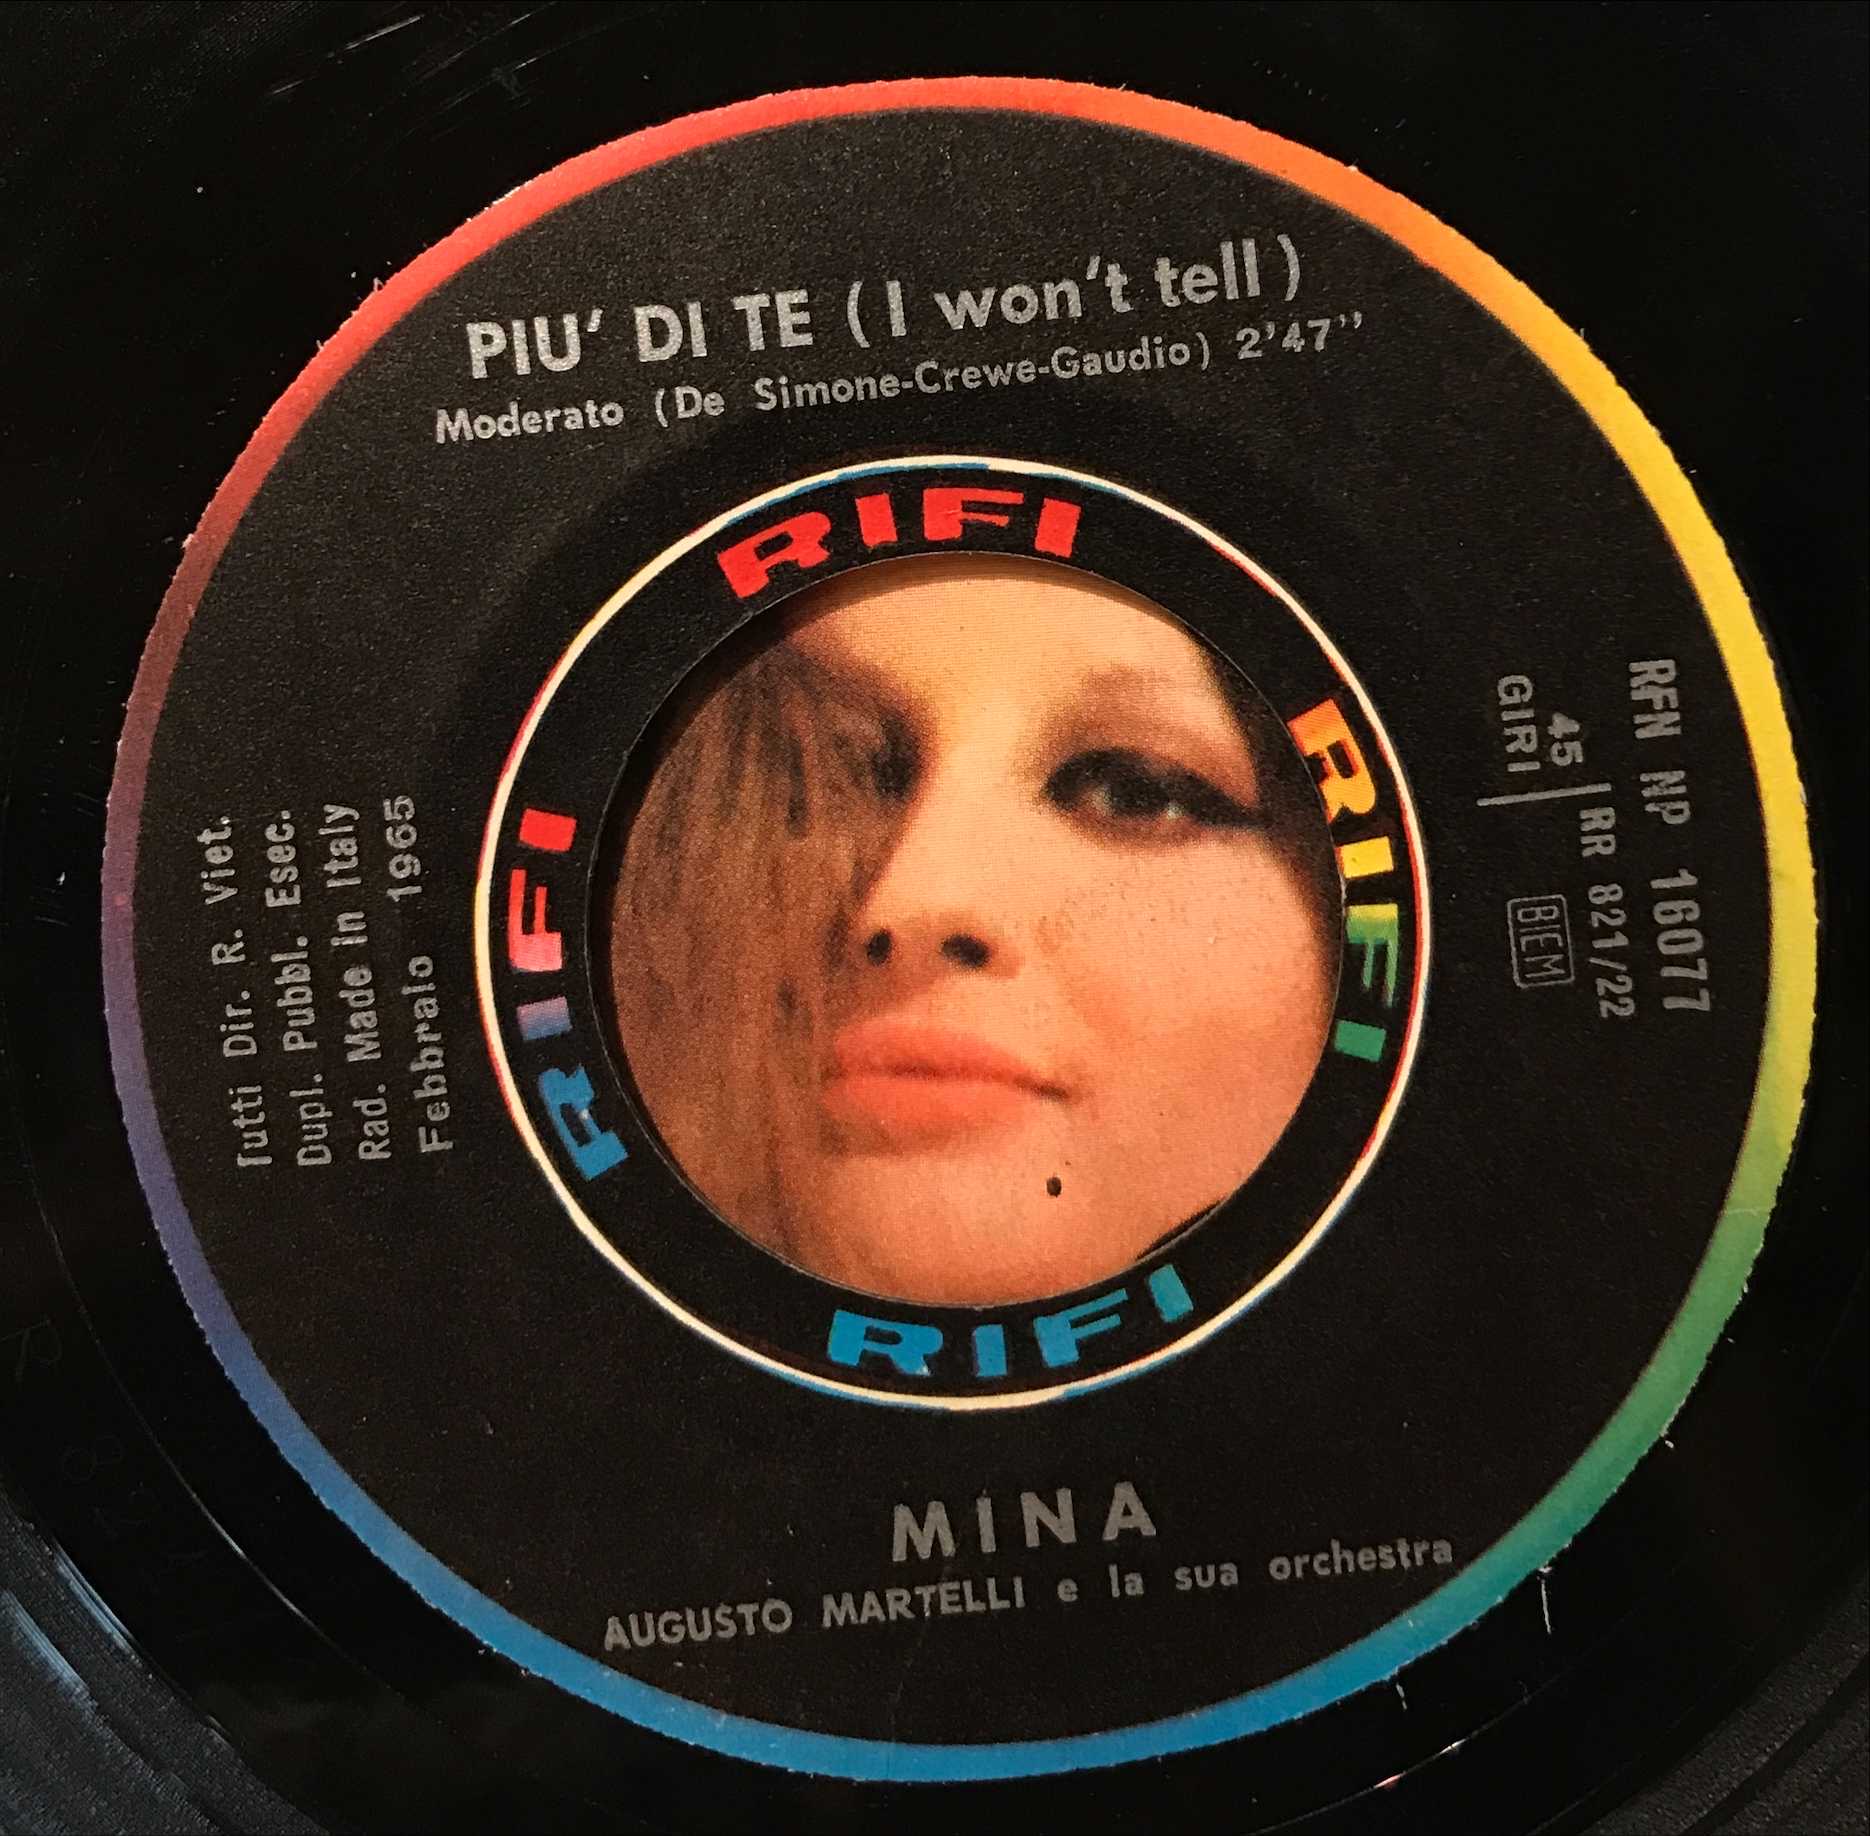 PIU' DI TE (I won't tell)
Moderato (De Simone-Crewe-Gaudio) 2'47"
RIFI
RIFI
RIFI
RIFI
Tutti Dir. R. Viet.
Dupl. Pubbl. Esec.
Rad. Made in Italy
Febbraio 1965
RFN NP 16077
45 RR 821/22
GIRI BIEM
MINA
AUGUSTO MARTELLI e la sua orchestra